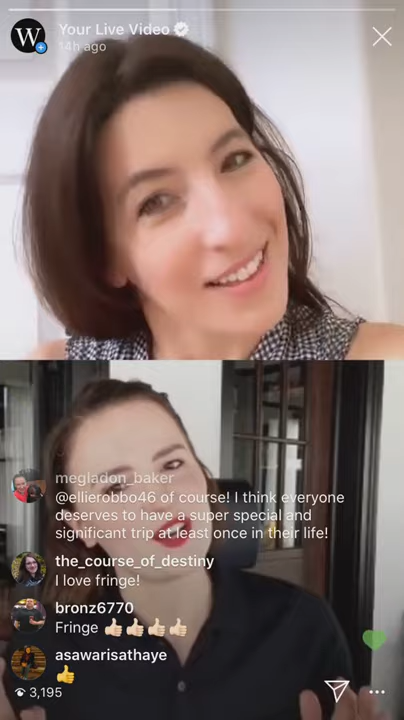 W
Your Live Video
14h ago
megladon_baker
@ellierobbo46 of course! I think everyone
deserves to have a super special and
significant trip at least once in their life!
the_course_of_destiny
I love fringe!
bronz6770
Fringe 👍🏻👍🏻👍🏻👍🏻
asawarisathaye
👍
3,195